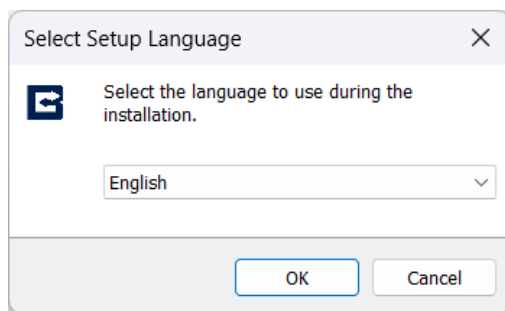 Select Setup Language
Select the language to use during the
installation.
English
OK
Cancel